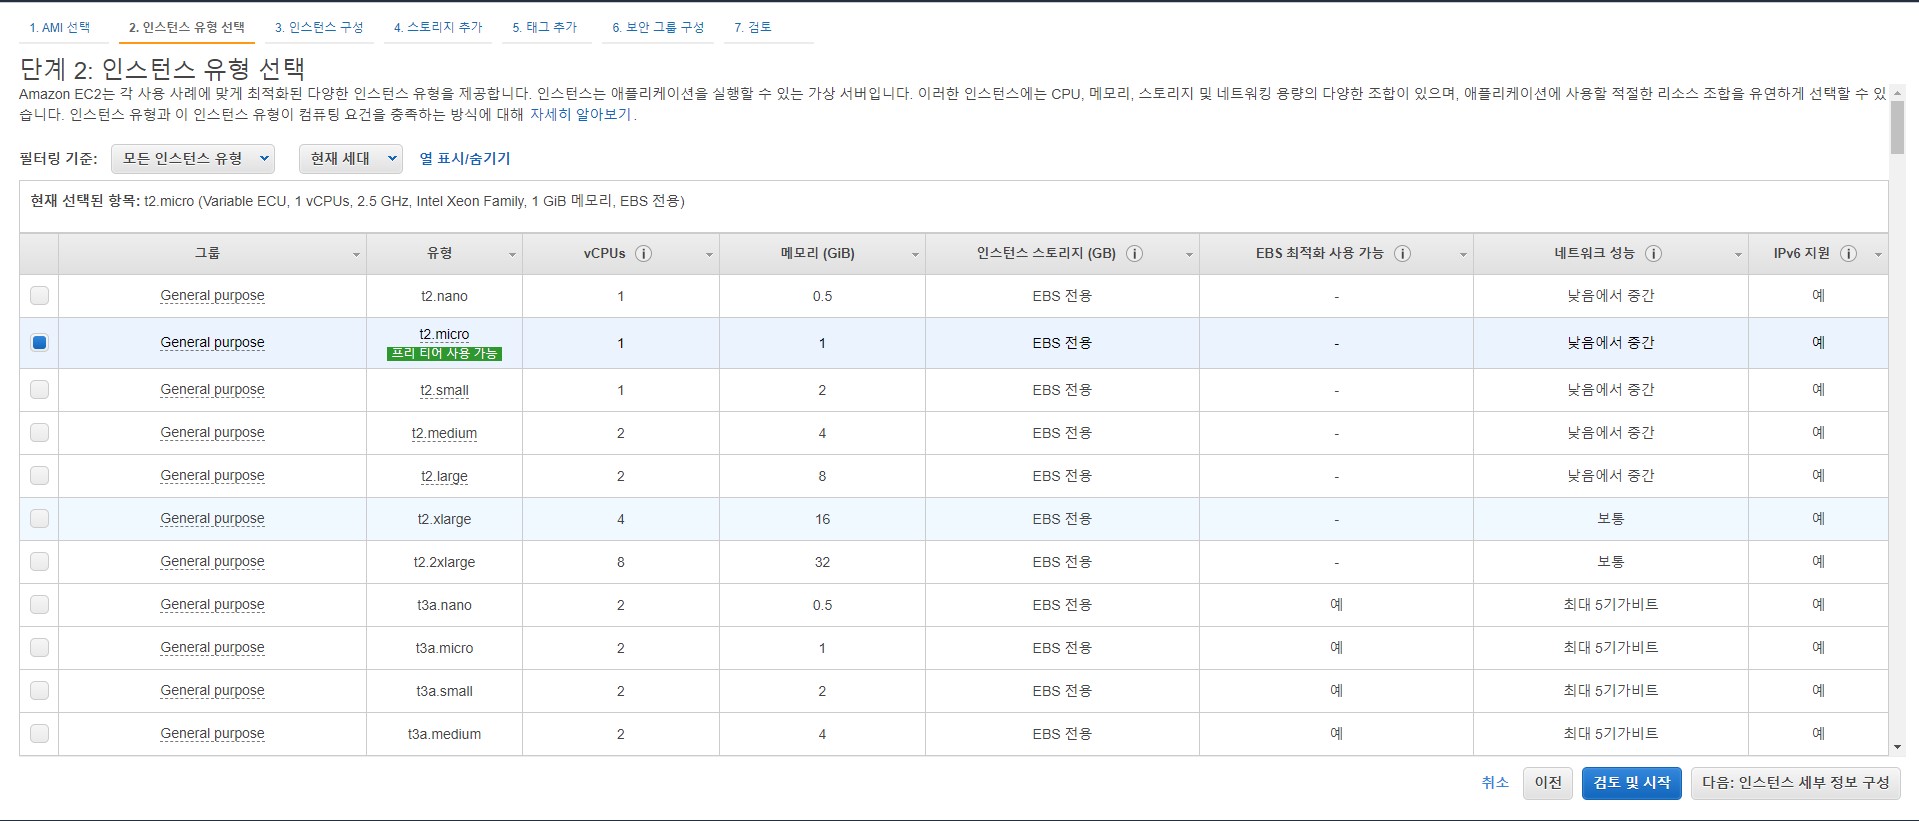 1. AMI 선택 2. 인스턴스 유형 선택 3. 인스턴스 구성 4. 스토리지 추가 5. 태그 추가 6. 보안 그룹 구성 7. 검토
단계 2: 인스턴스 유형 선택
Amazon EC2는 각 사용 사례에 맞게 최적화된 다양한 인스턴스 유형을 제공합니다. 인스턴스는 애플리케이션을 실행할 수 있는 가상 서버입니다. 이러한 인스턴스에는 CPU, 메모리, 스토리지 및 네트워킹 용량의 다양한 조합이 있으며, 애플리케이션에 사용할 적절한 리소스 조합을 유연하게 선택할 수 있
습니다. 인스턴스 유형과 이 인스턴스 유형이 컴퓨팅 요건을 충족하는 방식에 대해 자세히 알아보기.
필터링 기준: 모든 인스턴스 유형 현재 세대 열 표시/숨기기
현재 선택된 항목: t2.micro (Variable ECU, 1 vCPUs, 2.5 GHz, Intel Xeon Family, 1 GiB 메모리, EBS 전용)
그룹 유형 vCPUs 메모리 (GiB) 인스턴스 스토리지 (GB) EBS 최적화 사용 가능 네트워크 성능 IPv6 지원
General purpose t2.nano 1 0.5 EBS 전용 - 낮음에서 중간 예
General purpose t2.micro 1 1 EBS 전용 - 낮음에서 중간 예
프리 티어 사용 가능
General purpose t2.small 1 2 EBS 전용 - 낮음에서 중간 예
General purpose t2.medium 2 4 EBS 전용 - 낮음에서 중간 예
General purpose t2.large 2 8 EBS 전용 - 낮음에서 중간 예
General purpose t2.xlarge 4 16 EBS 전용 - 보통 예
General purpose t2.2xlarge 8 32 EBS 전용 - 보통 예
General purpose t3a.nano 2 0.5 EBS 전용 예 최대 5기가비트 예
General purpose t3a.micro 2 1 EBS 전용 예 최대 5기가비트 예
General purpose t3a.small 2 2 EBS 전용 예 최대 5기가비트 예
General purpose t3a.medium 2 4 EBS 전용 예 최대 5기가비트 예
취소 이전 검토 및 시작 다음: 인스턴스 세부 정보 구성